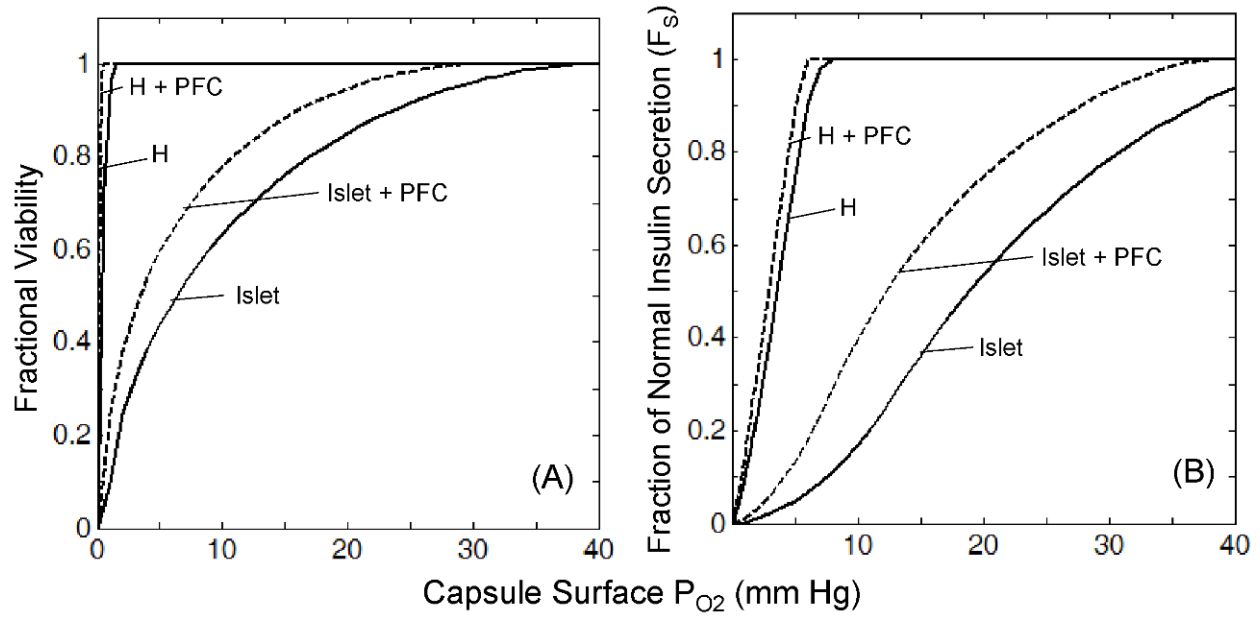 Fractional Viability
1
0.8
0.6
0.4
0.2
0
0
10
20
30
40
H + PFC
H
Islet + PFC
Islet
(A)
Fraction of Normal Insulin Secretion (FS)
1
0.8
0.6
0.4
0.2
0
10
20
30
40
H + PFC
H
Islet + PFC
Islet
(B)
Capsule Surface PO2 (mm Hg)